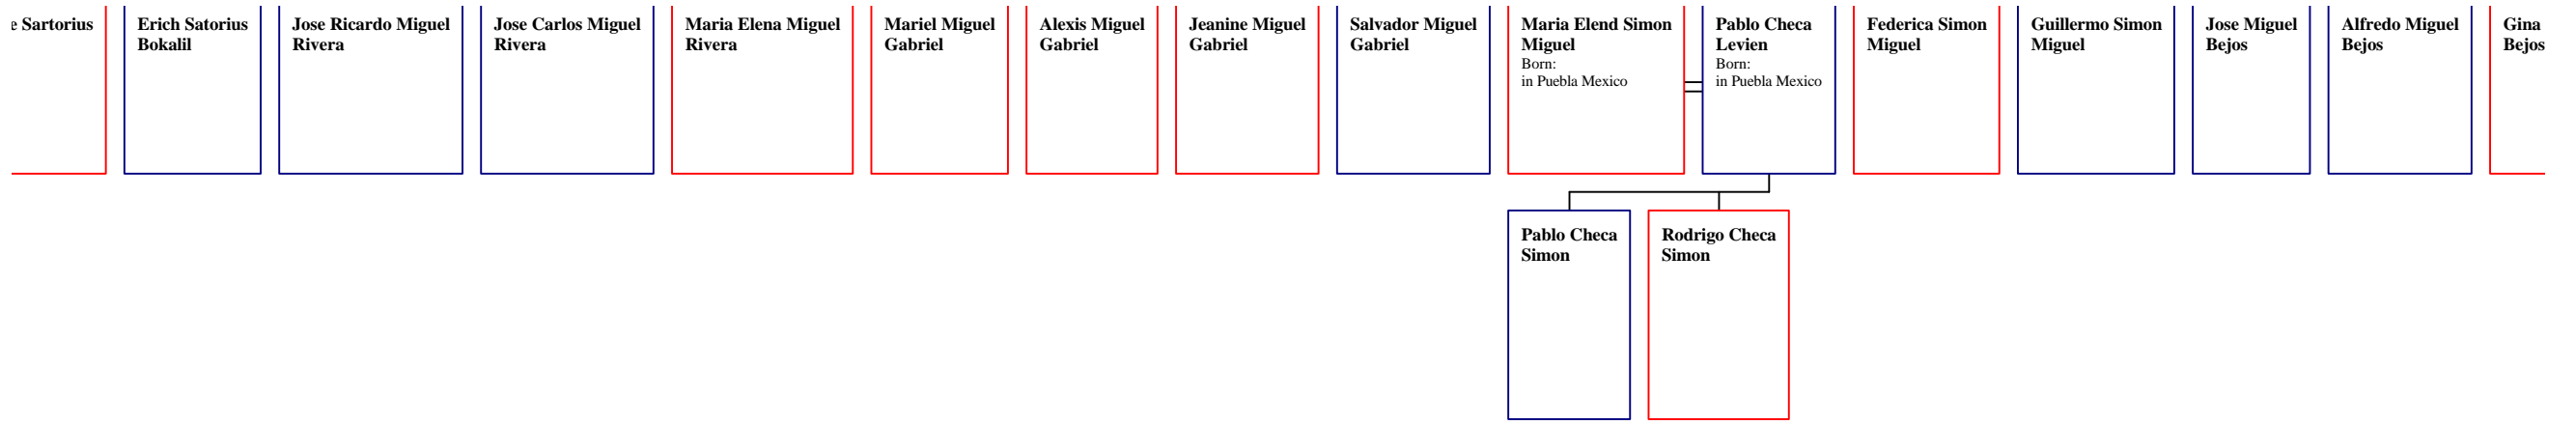 Sartorius
Erich Satorius
Bokalil
Jose Ricardo Miguel
Rivera
Jose Carlos Miguel
Rivera
Maria Elena Miguel
Rivera
Mariel Miguel
Gabriel
Alexis Miguel
Gabriel
Jeanine Miguel
Gabriel
Salvador Miguel
Gabriel
Maria Elend Simon
Miguel
Born:
in Puebla Mexico
Pablo Checa
Levien
Born:
in Puebla Mexico
Federica Simon
Miguel
Guillermo Simon
Miguel
Jose Miguel
Bejos
Alfredo Miguel
Bejos
Gina
Bejos
Pablo Checa
Simon
Rodrigo Checa
Simon